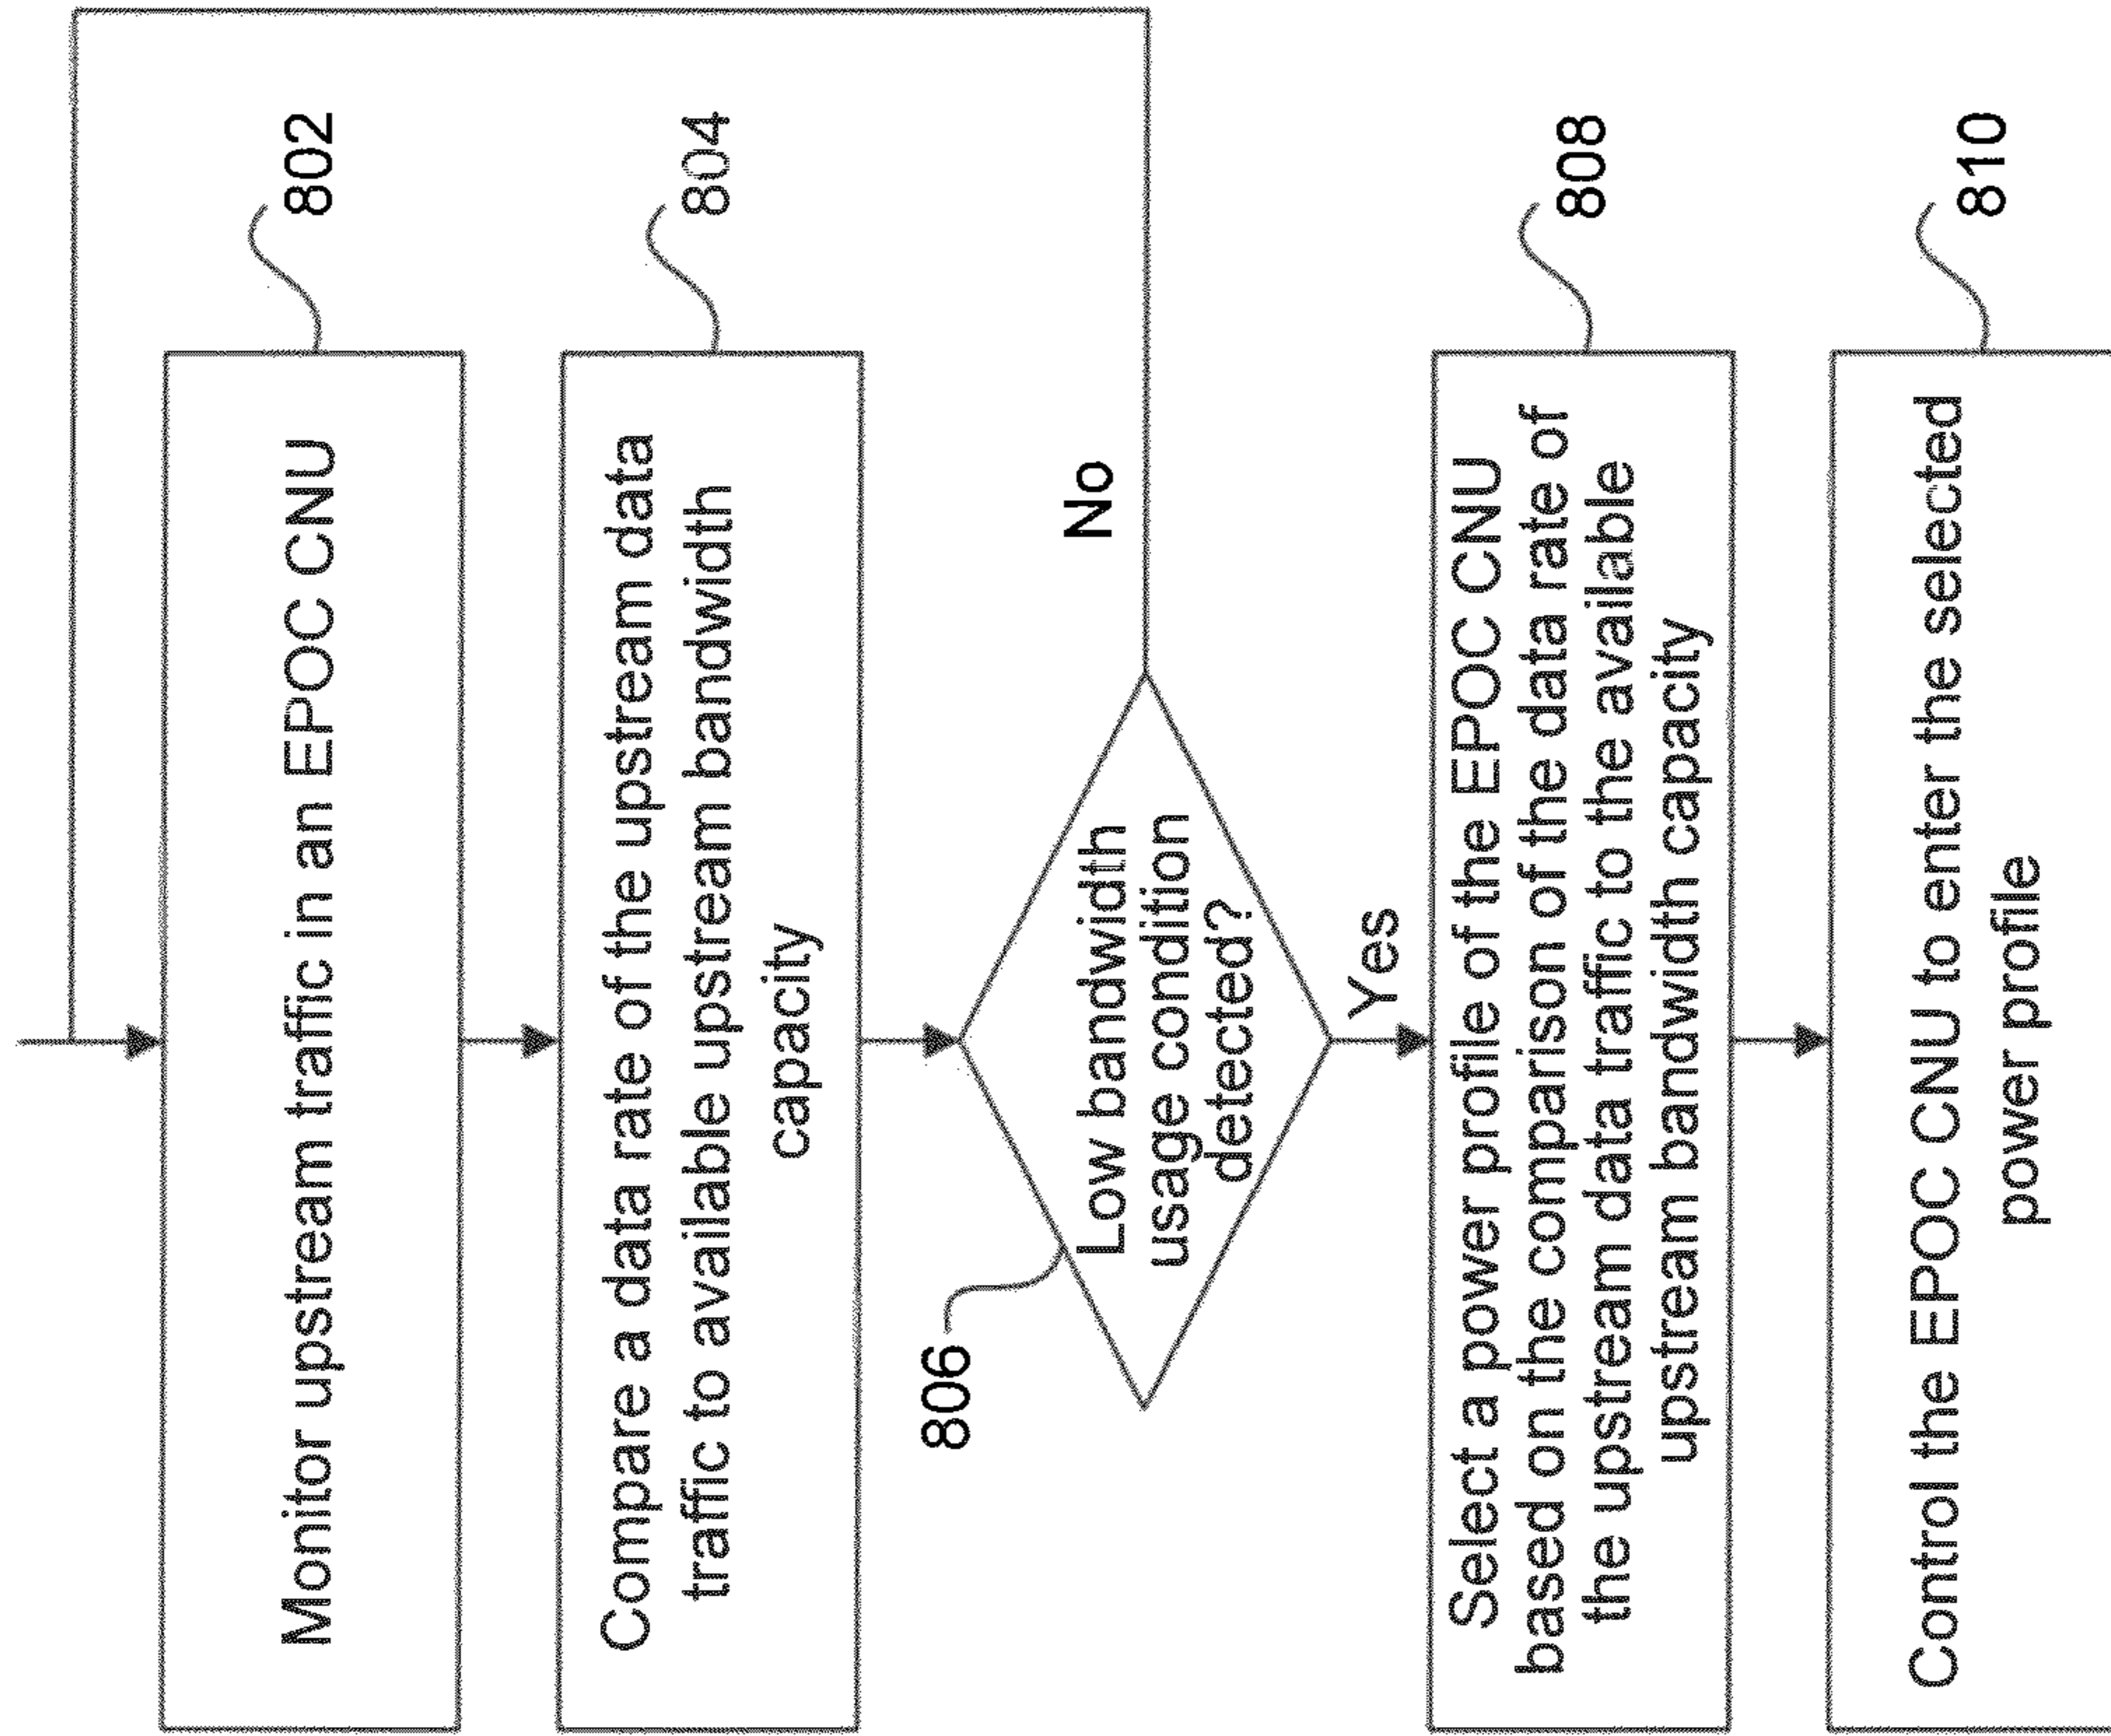 Monitor upstream traffic in an EPOC CNU
802
Compare a data rate of the upstream data
traffic to available upstream bandwidth
capacity
804
806
Low bandwidth
usage condition
detected?
No
Yes
Select a power profile of the EPOC CNU
based on the comparison of the data rate of
the upstream data traffic to the available
upstream bandwidth capacity
808
Control the EPOC CNU to enter the selected
power profile
810